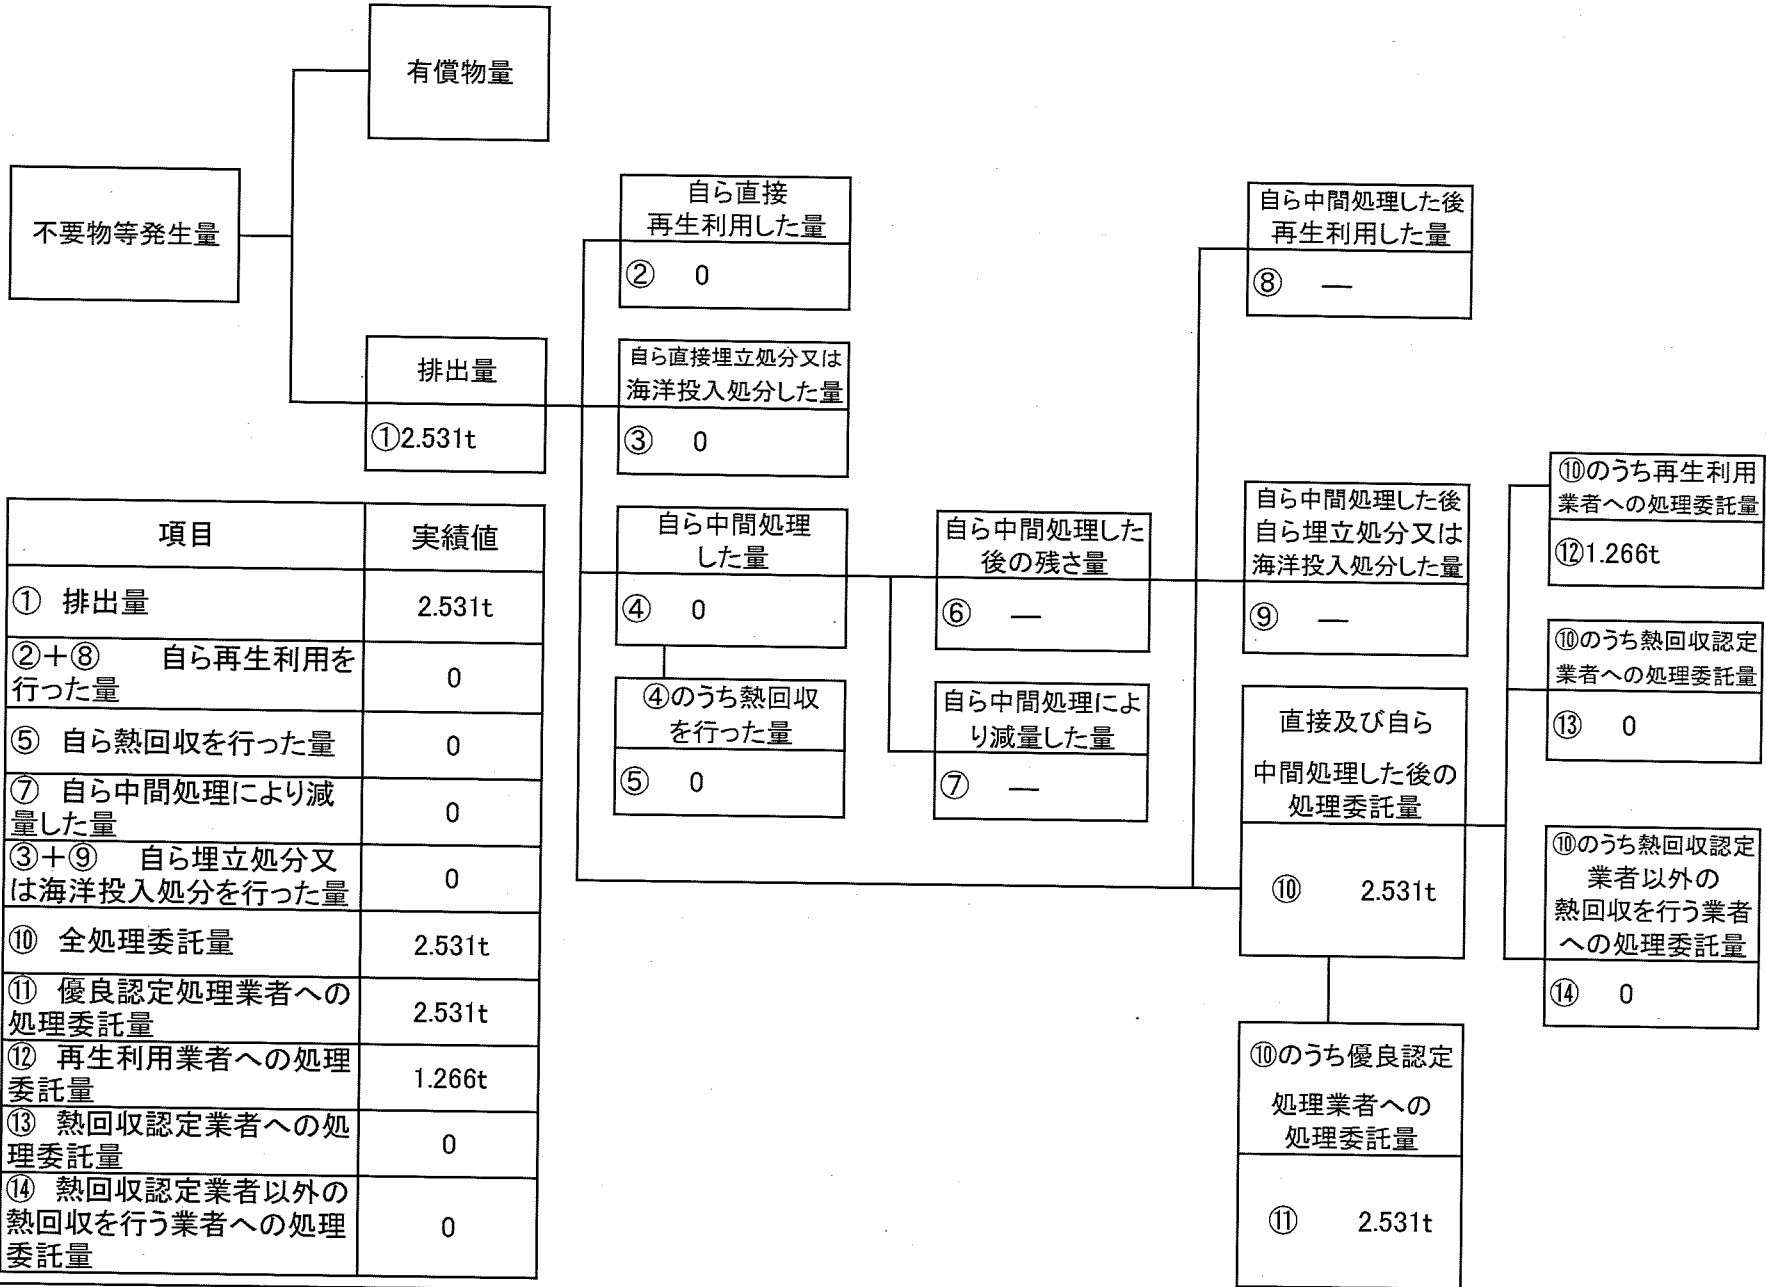 有償物量
不要物等発生量
自ら直接
再生利用した量
② 0
自ら中間処理した後
再生利用した量
⑧ ―
排出量
①2.531t
自ら直接埋立処分又は
海洋投入処分した量
③ 0
自ら中間処理
した量
④ 0
自ら中間処理した
後の残さ量
⑥ ―
自ら中間処理した後
自ら埋立処分又は
海洋投入処分した量
⑨ ―
⑩のうち再生利用
業者への処理委託量
⑫1.266t
⑩のうち熱回収認定
業者への処理委託量
⑬ 0
④のうち熱回収
を行った量
⑤ 0
自ら中間処理によ
り減量した量
⑦ ―
直接及び自ら
中間処理した後の
処理委託量
⑩ 2.531t
⑩のうち熱回収認定
業者以外の
熱回収を行う業者
への処理委託量
⑭ 0
⑩のうち優良認定
処理業者への
処理委託量
⑪ 2.531t
項目 実績値
① 排出量 2.531t
②+⑧ 自ら再生利用を
行った量 0
⑤ 自ら熱回収を行った量 0
⑦ 自ら中間処理により減
量した量 0
③+⑨ 自ら埋立処分又
は海洋投入処分を行った量 0
⑩ 全処理委託量 2.531t
⑪ 優良認定処理業者への
処理委託量 2.531t
⑫ 再生利用業者への処理
委託量 1.266t
⑬ 熱回収認定業者への処
理委託量 0
⑭ 熱回収認定業者以外の
熱回収を行う業者への処理
委託量 0